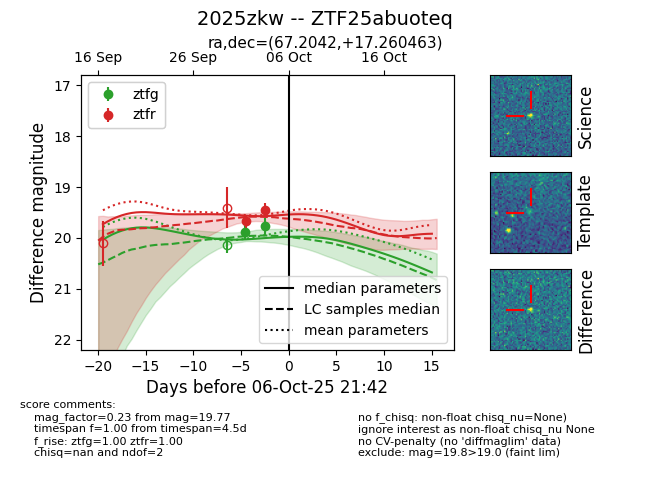 2025zkw -- ZTF25abuoteq
ra,dec=(67.2042,+17.260463)
16 Sep 26 Sep 06 Oct 16 Oct
17
18
19
20
21
22
Difference magnitude
ztfg
ztfr
median parameters
LC samples median
mean parameters
−20 −15 −10 −5 0 5 10 15
Days before 06-Oct-25 21:42
Science
Template
Difference
score comments:
mag_factor=0.23 from mag=19.77
timespan f=1.00 from timespan=4.5d
f_rise: ztfg=1.00 ztfr=1.00
chisq=nan and ndof=2
no f_chisq: non-float chisq_nu=None)
ignore interest as non-float chisq_nu None
no CV-penalty (no 'diffmaglim' data)
exclude: mag=19.8>19.0 (faint lim)